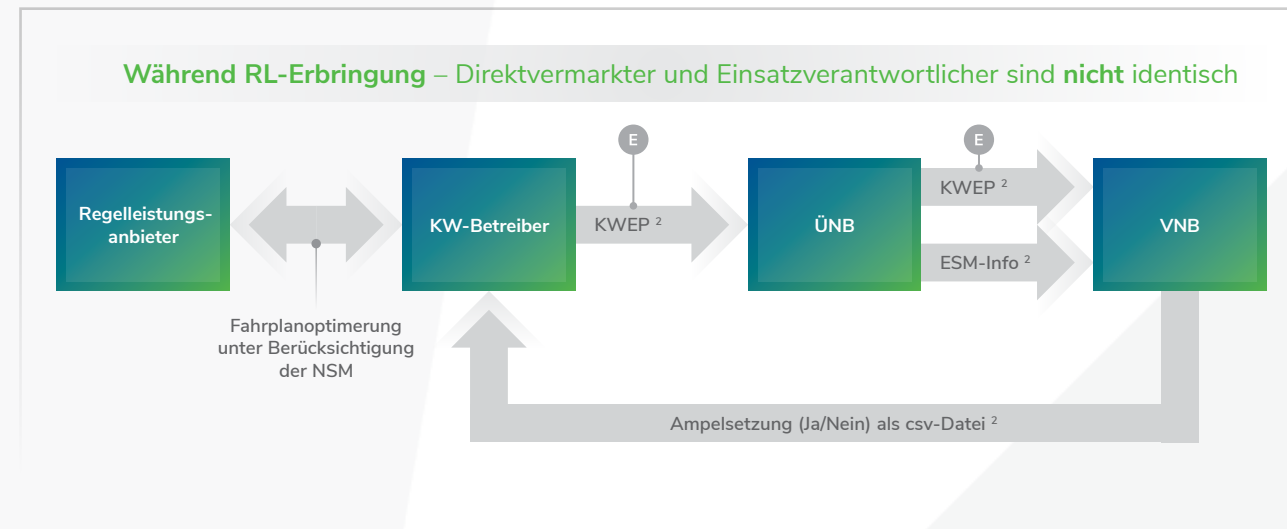 Während RL-Erbringung – Direktvermarkter und Einsatzverantwortlicher sind nicht identisch
E
E
Regelleistungs-
anbieter
KW-Betreiber
KWEP ²
ÜNB
KWEP ²
ESM-Info ²
VNB
Fahrplanoptimerung
unter Berücksichtigung
der NSM
Ampelsetzung (Ja/Nein) als csv-Datei ²